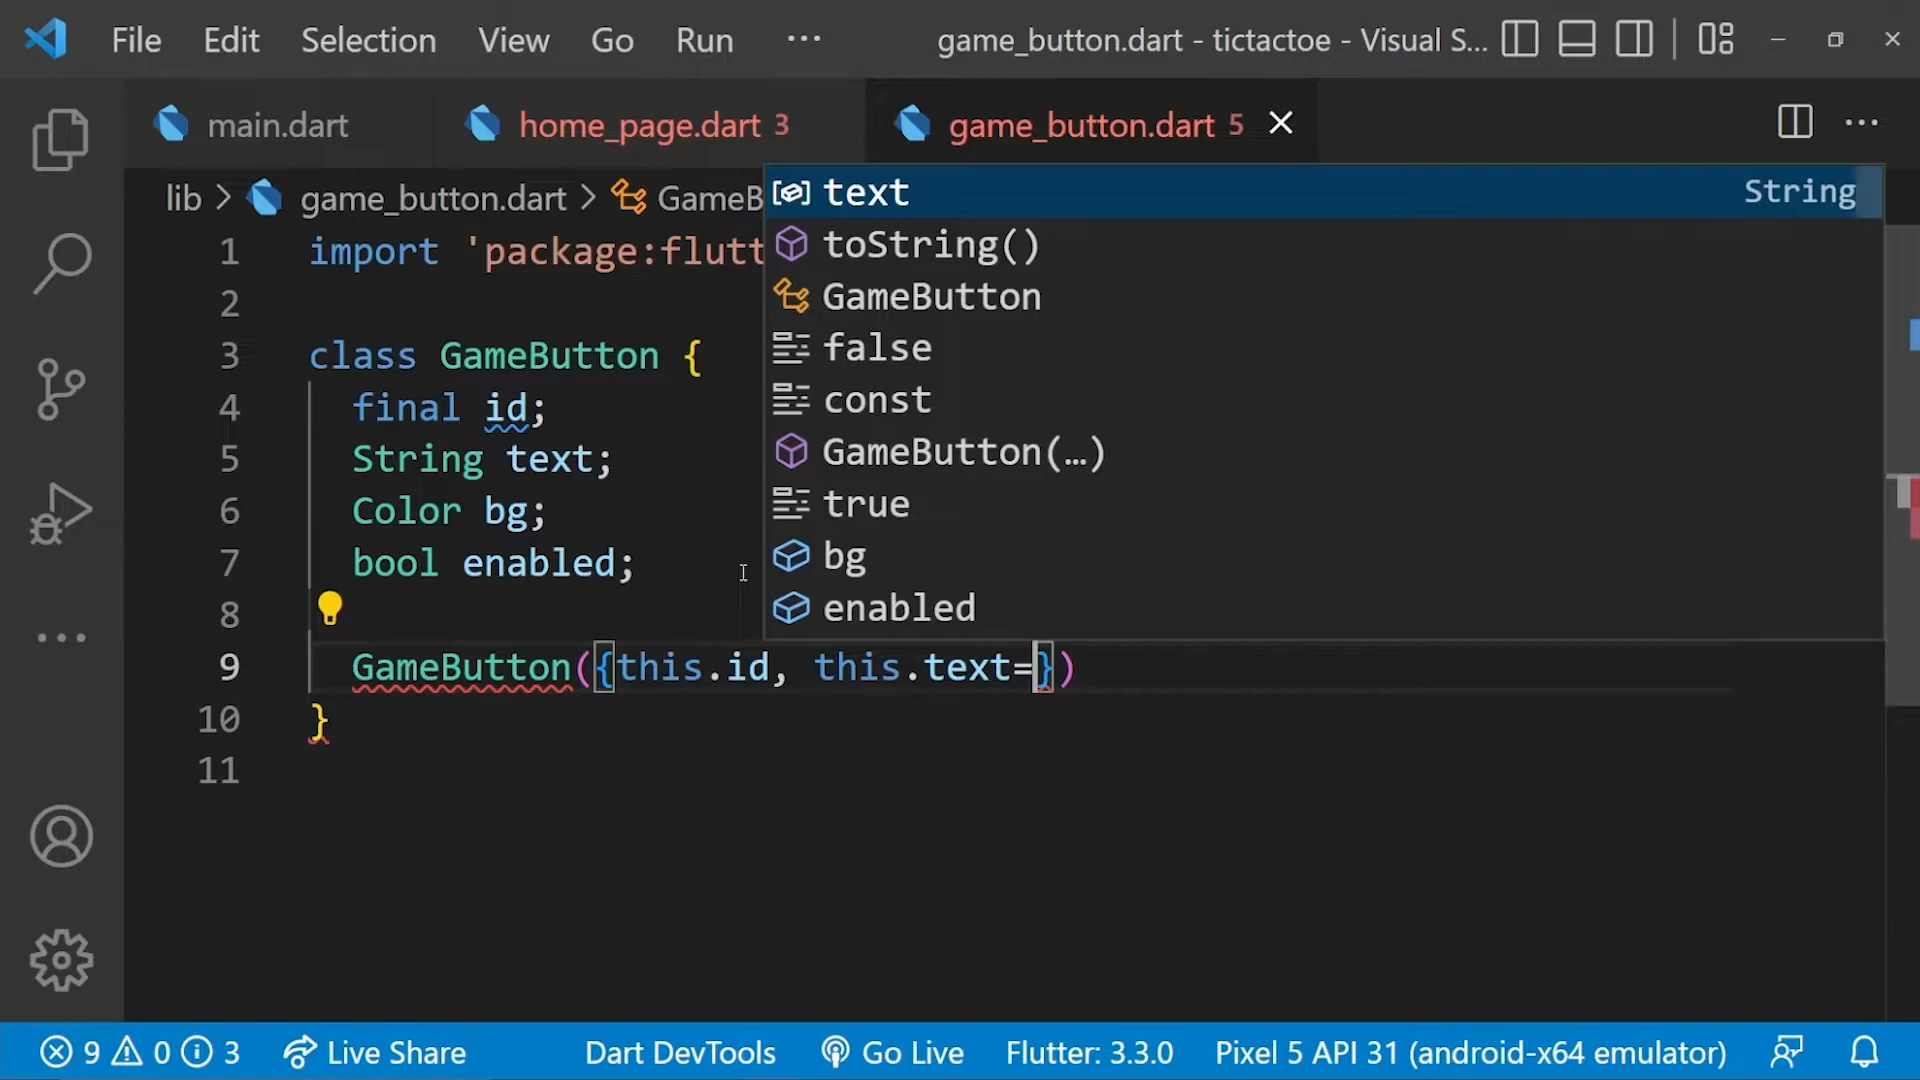 File Edit Selection View Go Run ... game_button.dart - tictactoe - Visual S...
main.dart home_page.dart 3 game_button.dart 5
lib > game_button.dart > GameB
1 import 'package:flutt
2
3 class GameButton {
4 final id;
5 String text;
6 Color bg;
7 bool enabled;
8
9 GameButton({this.id, this.text=})
10 }
11
text String
toString()
GameButton
false
const
GameButton(…)
true
bg
enabled
9 0 3 Live Share Dart DevTools Go Live Flutter: 3.3.0 Pixel 5 API 31 (android-x64 emulator)